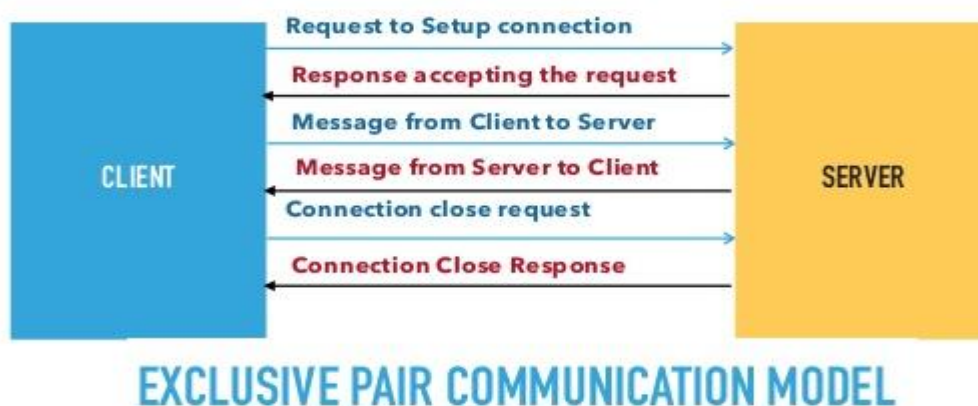 Request to Setup connection
Response accepting the request
Message from Client to Server
CLIENT
Message from Server to Client
SERVER
Connection close request
Connection Close Response
EXCLUSIVE PAIR COMMUNICATION MODEL